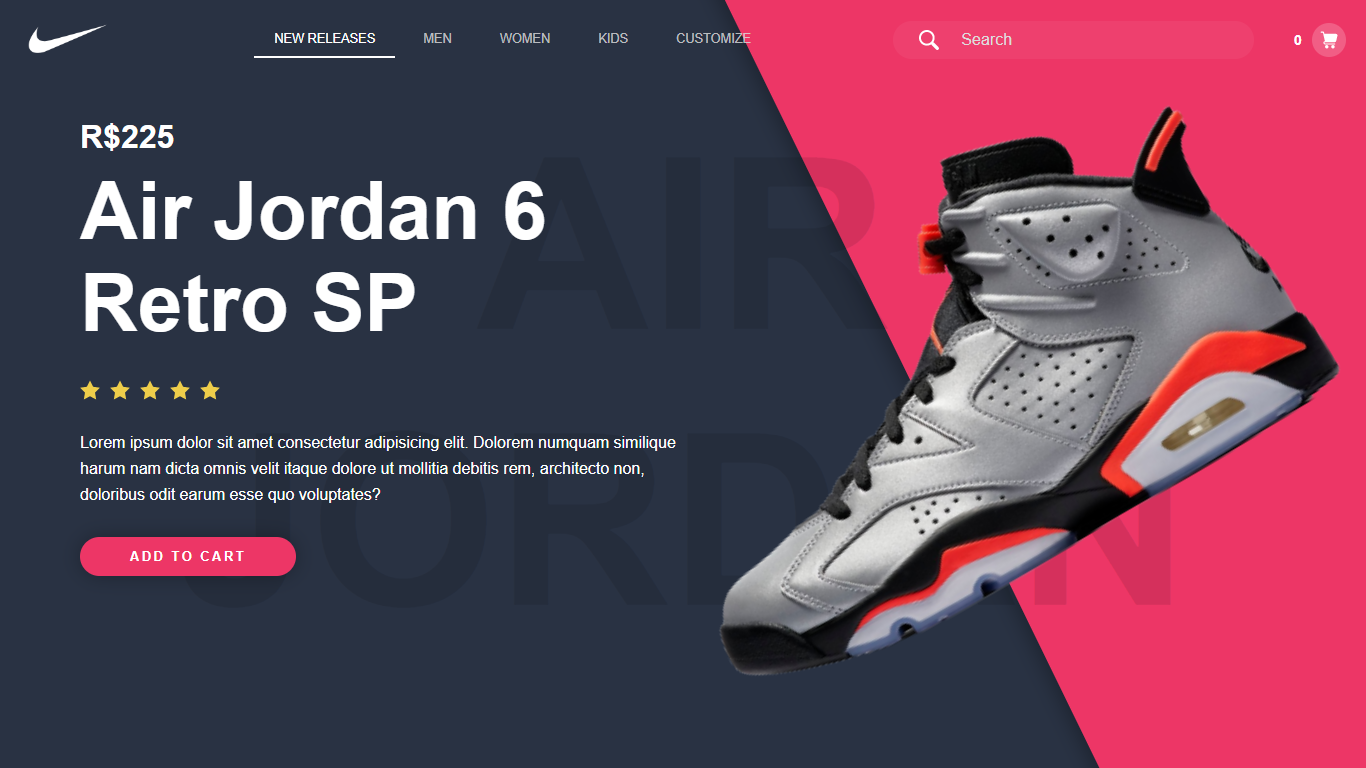 NEW RELEASES MEN WOMEN KIDS CUSTOMIZE Search 0
R$225
Air Jordan 6
Retro SP
AIR
Lorem ipsum dolor sit amet consectetur adipisicing elit. Dolorem numquam similique
harum nam dicta omnis velit itaque dolore ut mollitia debitis rem, architecto non,
doloribus odit earum esse quo voluptates?
JORDAN
ADD TO CART